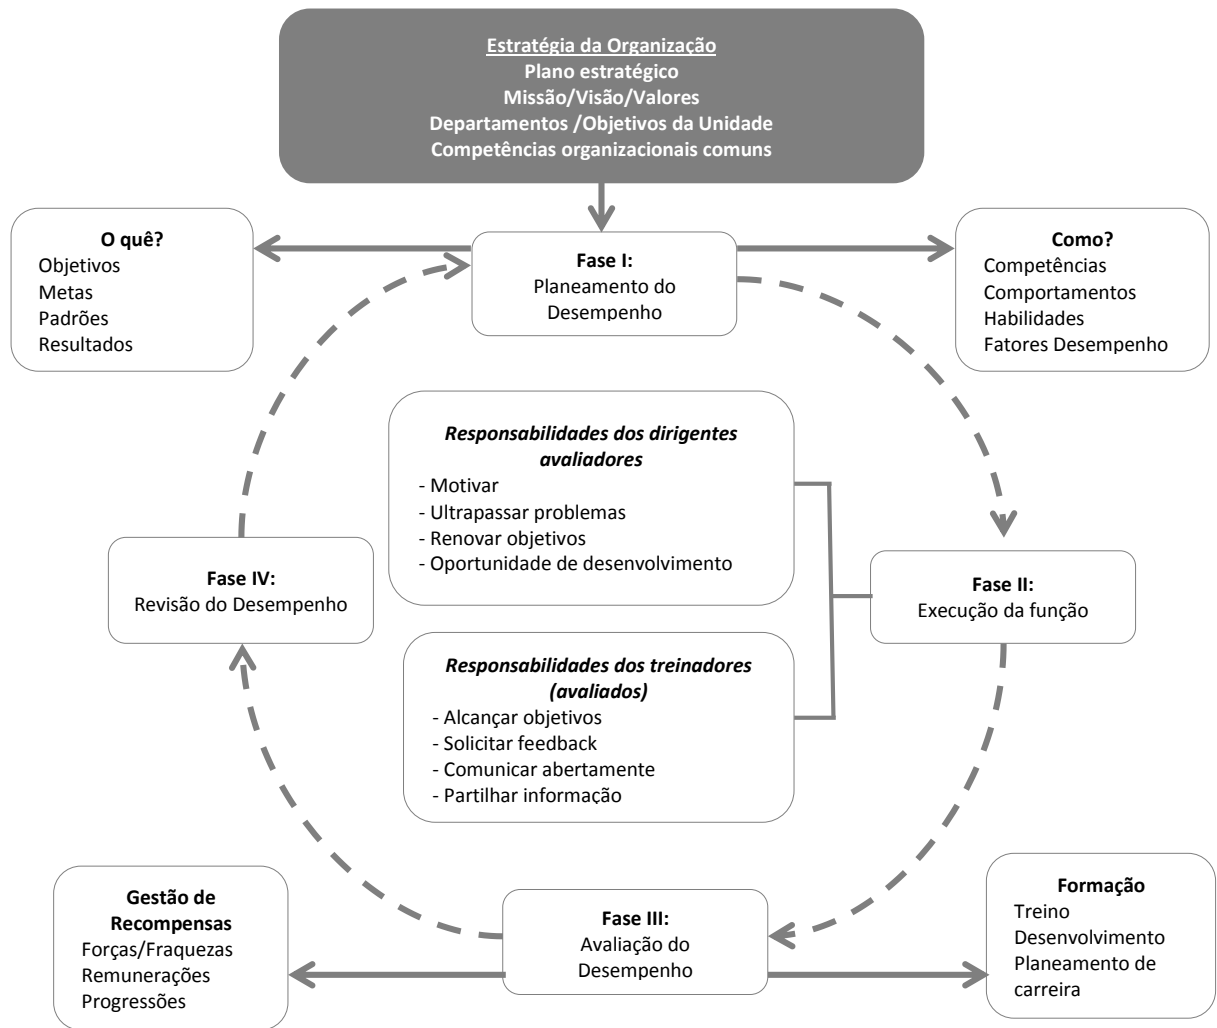 Estratégia da Organização
Plano estratégico
Missão/Visão/Valores
Departamentos /Objetivos da Unidade
Competências organizacionais comuns
O quê?
Objetivos
Metas
Padrões
Resultados
Fase I:
Planeamento do
Desempenho
Como?
Competências
Comportamentos
Habilidades
Fatores Desempenho
Responsabilidades dos dirigentes
avaliadores
- Motivar
- Ultrapassar problemas
- Renovar objetivos
- Oportunidade de desenvolvimento
Fase IV:
Revisão do Desempenho
Fase II:
Execução da função
Responsabilidades dos treinadores
(avaliados)
- Alcançar objetivos
- Solicitar feedback
- Comunicar abertamente
- Partilhar informação
Gestão de
Recompensas
Forças/Fraquezas
Remunerações
Progressões
Fase III:
Avaliação do
Desempenho
Formação
Treino
Desenvolvimento
Planeamento de
carreira